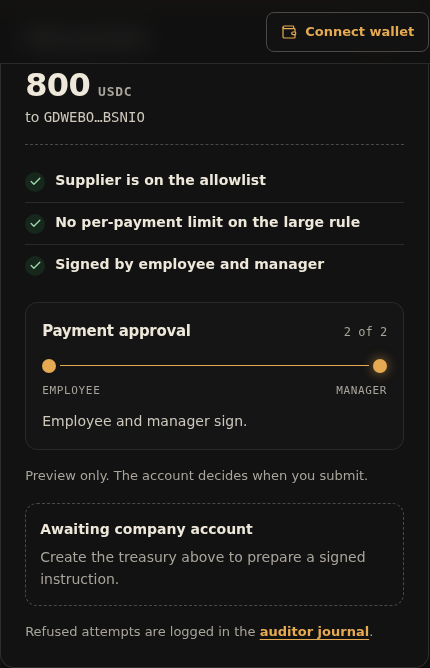 Connect wallet
800 USDC
to GDWEBO…BSNIO
Supplier is on the allowlist
No per-payment limit on the large rule
Signed by employee and manager
Payment approval 2 of 2
EMPLOYEE MANAGER
Employee and manager sign.
Preview only. The account decides when you submit.
Awaiting company account
Create the treasury above to prepare a signed
instruction.
Refused attempts are logged in the auditor journal.